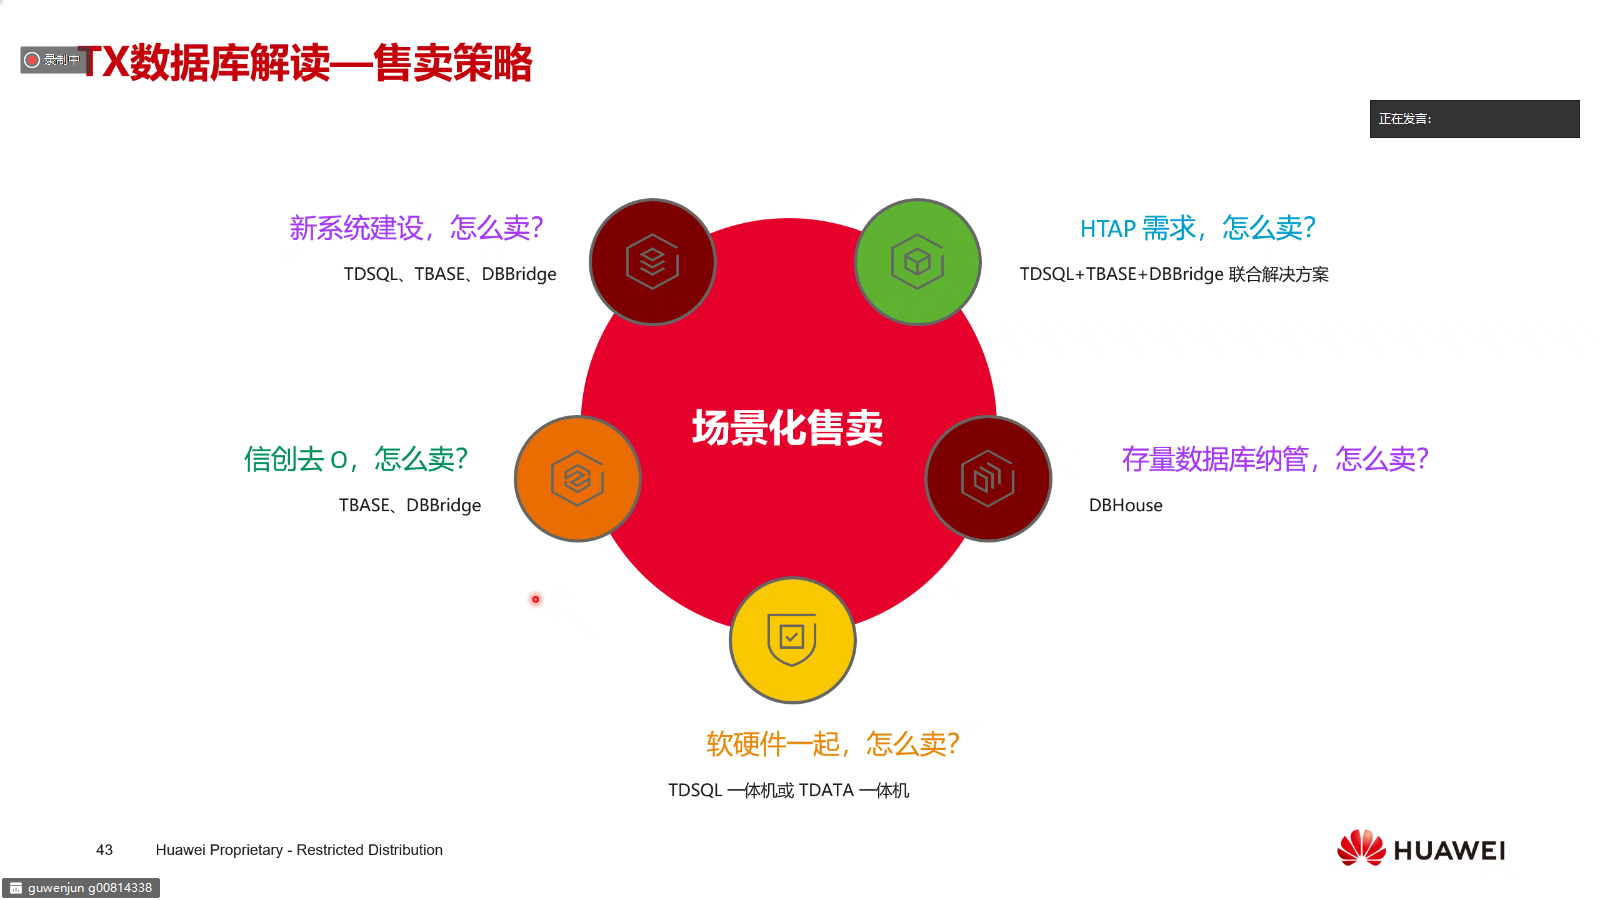 TX数据库解读—售卖策略
录制中
正在发言:
新系统建设，怎么卖？
TDSQL、TBASE、DBBridge
HTAP 需求，怎么卖？
TDSQL+TBASE+DBBridge 联合解决方案
场景化售卖
信创去 O，怎么卖？
TBASE、DBBridge
存量数据库纳管，怎么卖？
DBHouse
软硬件一起，怎么卖？
TDSQL 一体机或 TDATA 一体机
43
Huawei Proprietary - Restricted Distribution
HUAWEI
guwenjun g00814338